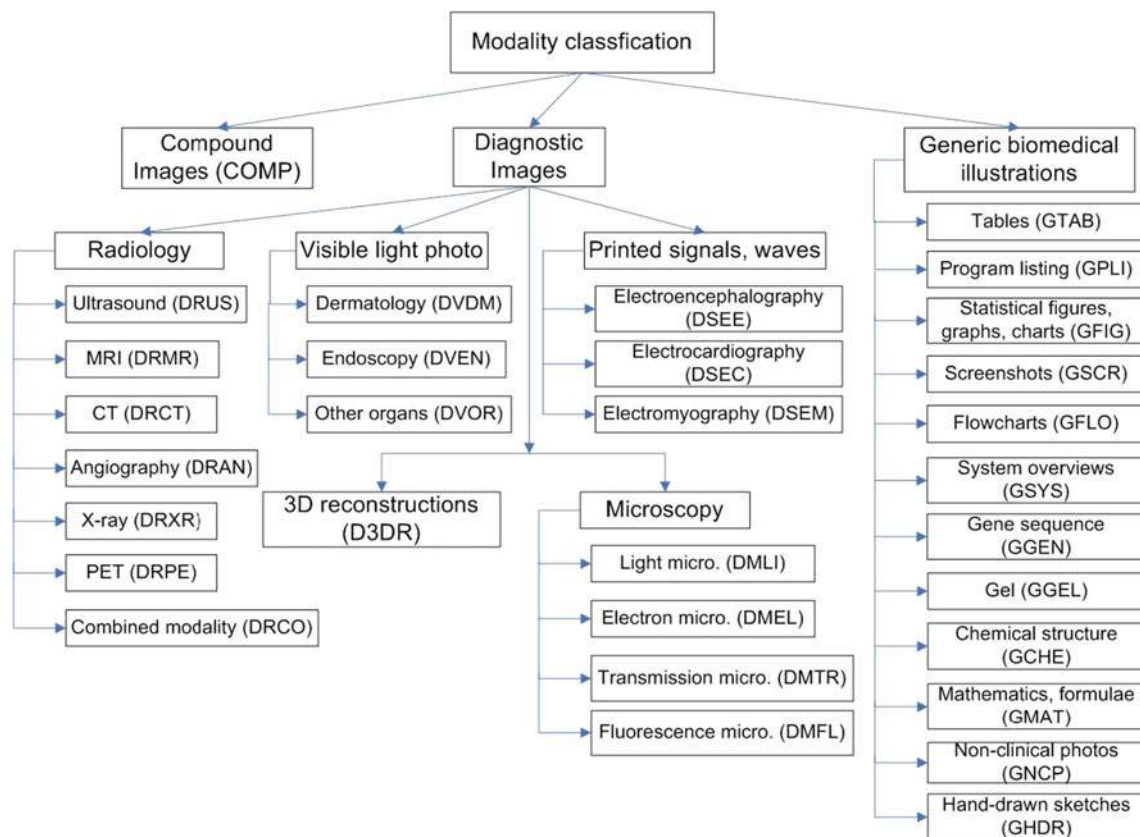 Modality classfication
Compound
Images (COMP)
Diagnostic
Images
Generic biomedical
illustrations
Radiology
Ultrasound (DRUS)
MRI (DRMR)
CT (DRCT)
Angiography (DRAN)
X-ray (DRXR)
PET (DRPE)
Combined modality (DRCO)
Visible light photo
Dermatology (DVDM)
Endoscopy (DVEN)
Other organs (DVOR)
Printed signals, waves
Electroencephalography
(DSEE)
Electrocardiography
(DSEC)
Electromyography (DSEM)
3D reconstructions
(D3DR)
Microscopy
Light micro. (DMLI)
Electron micro. (DMEL)
Transmission micro. (DMTR)
Fluorescence micro. (DMFL)
Tables (GTAB)
Program listing (GPLI)
Statistical figures,
graphs, charts (GFIG)
Screenshots (GSCR)
Flowcharts (GFLO)
System overviews
(GSYS)
Gene sequence
(GGEN)
Gel (GGEL)
Chemical structure
(GCHE)
Mathematics, formulae
(GMAT)
Non-clinical photos
(GNCP)
Hand-drawn sketches
(GHDR)